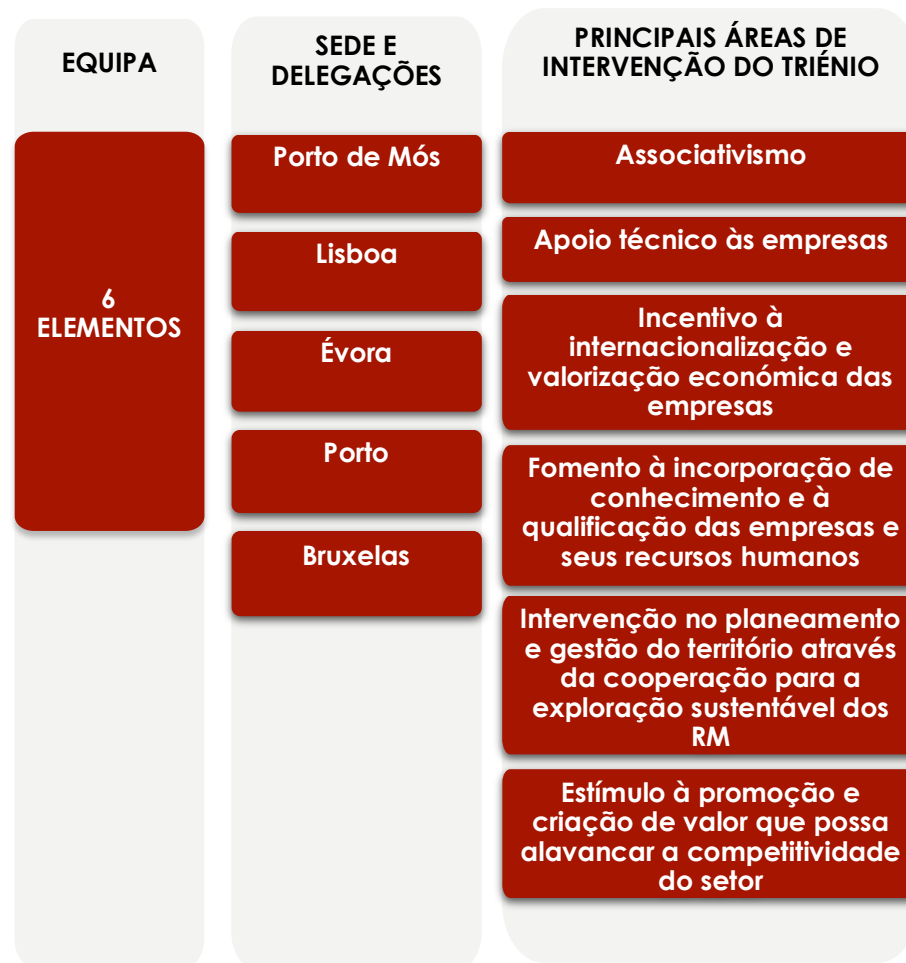 EQUIPA
6
ELEMENTOS
SEDE E
DELEGAÇÕES
Porto de Mós
Lisboa
Évora
Porto
Bruxelas
PRINCIPAIS ÁREAS DE
INTERVENÇÃO DO TRIÉNIO
Associativismo
Apoio técnico às empresas
Incentivo à
internacionalização e
valorização económica das
empresas
Fomento à incorporação de
conhecimento e à
qualificação das empresas e
seus recursos humanos
Intervenção no planeamento
e gestão do território através
da cooperação para a
exploração sustentável dos
RM
Estímulo à promoção e
criação de valor que possa
alavancar a competitividade
do setor